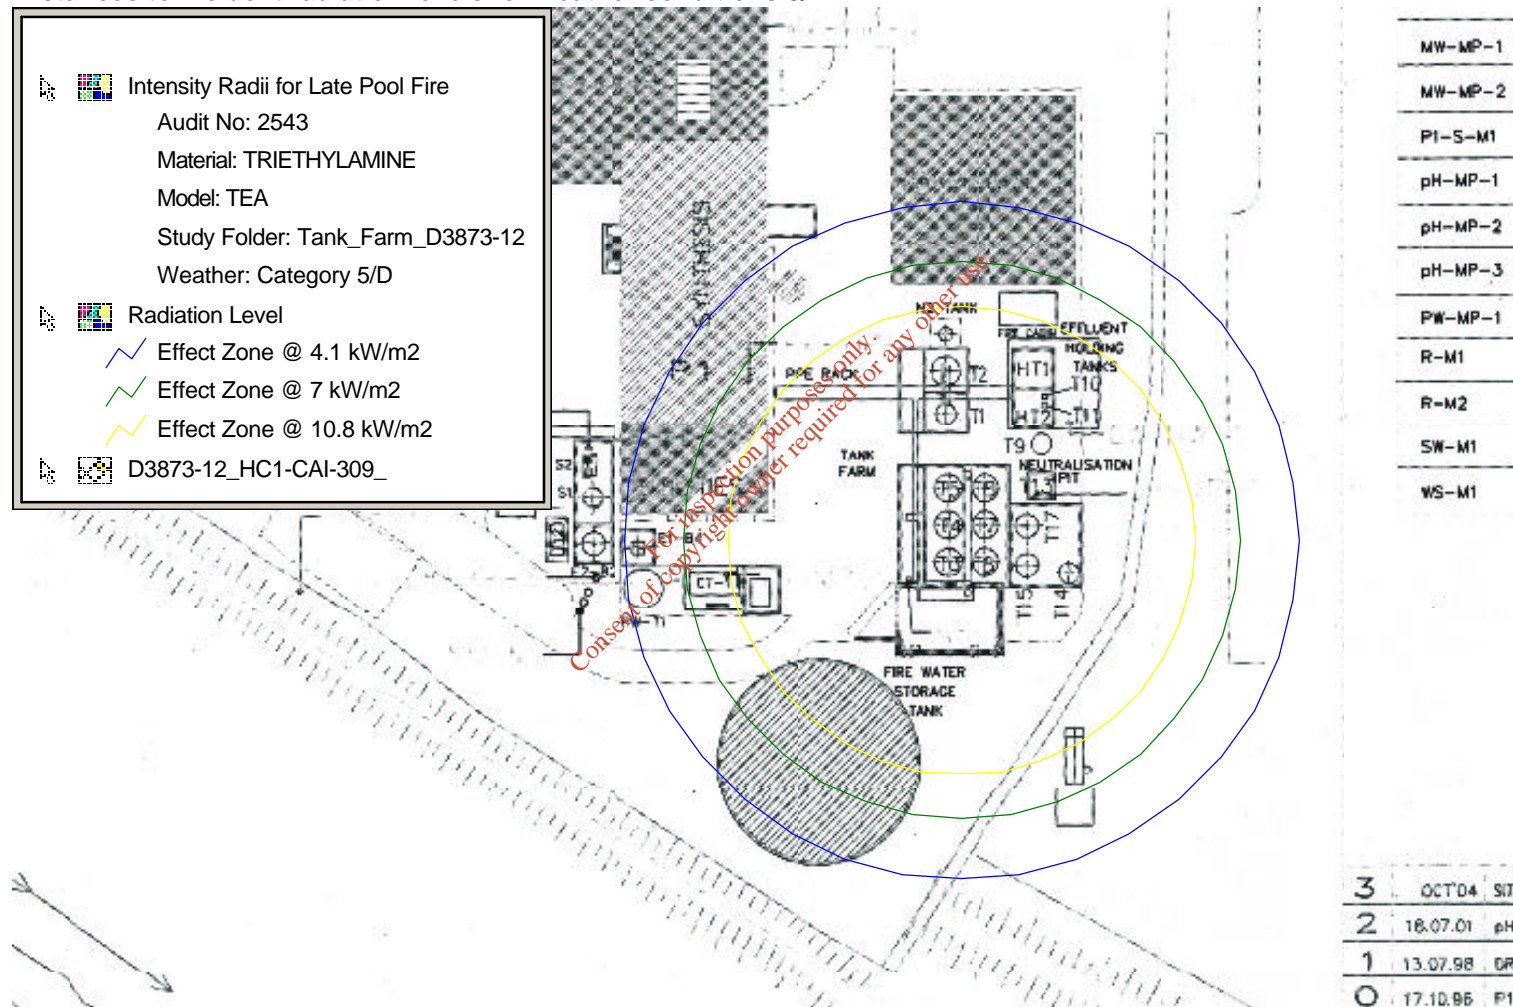 Intensity Radii for Late Pool Fire
Audit No: 2543
Material: TRIETHYLAMINE
Model: TEA
Study Folder: Tank_Farm_D3873-12
Weather: Category 5/D
Radiation Level
Effect Zone @ 4.1 kW/m2
Effect Zone @ 7 kW/m2
Effect Zone @ 10.8 kW/m2
D3873-12_HC1-CAI-309_
SYNTHESIS
TANK
EFFLUENT
HOLDING
TANKS
HT1
T10
HT2
T11
T2
T1
T9
PIPE RACK
TANK
FARM
NEUTRALISATION
PIT
T13
T17
T15
T14
S2
S1
CT-1
FIRE WATER
STORAGE
TANK
For inspection purposes only.
Consent of copyright owner required for any other use.
MW-MP-1
MW-MP-2
PI-S-M1
pH-MP-1
pH-MP-2
pH-MP-3
PW-MP-1
R-M1
R-M2
SW-M1
WS-M1
3 OCT'04 SIT
2 18.07.01 pH
1 13.07.98 DR
0 17.10.96 P1